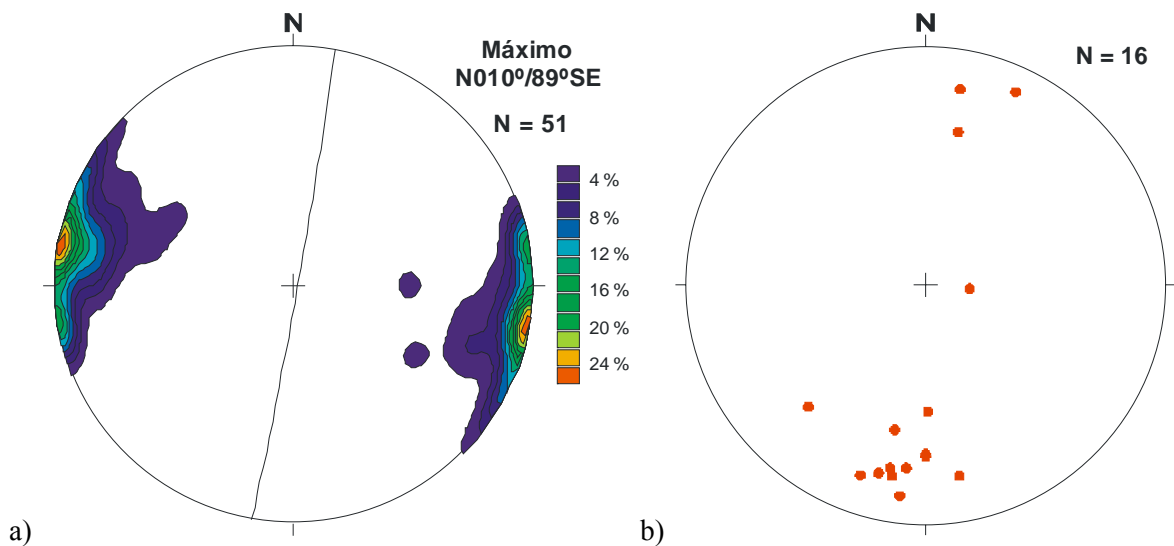 N
Máximo
N010º/89ºSE
N = 51
4 %
8 %
12 %
16 %
20 %
24 %
a)
N
N = 16
b)